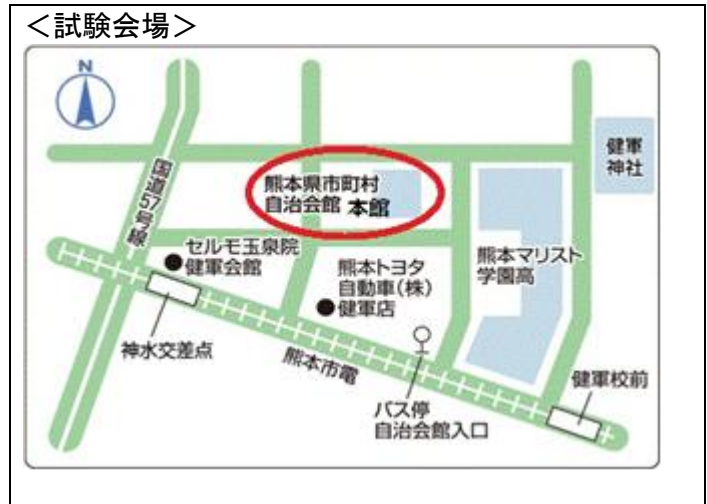 ＜試験会場＞
N
国道57号線
熊本県市町村
自治会館 本館
健軍
神社
セルモ玉泉院
健軍会館
熊本トヨタ
自動車(株)
健軍店
熊本マリスト
学園高
神水交差点
熊本市電
バス停
自治会館入口
健軍校前